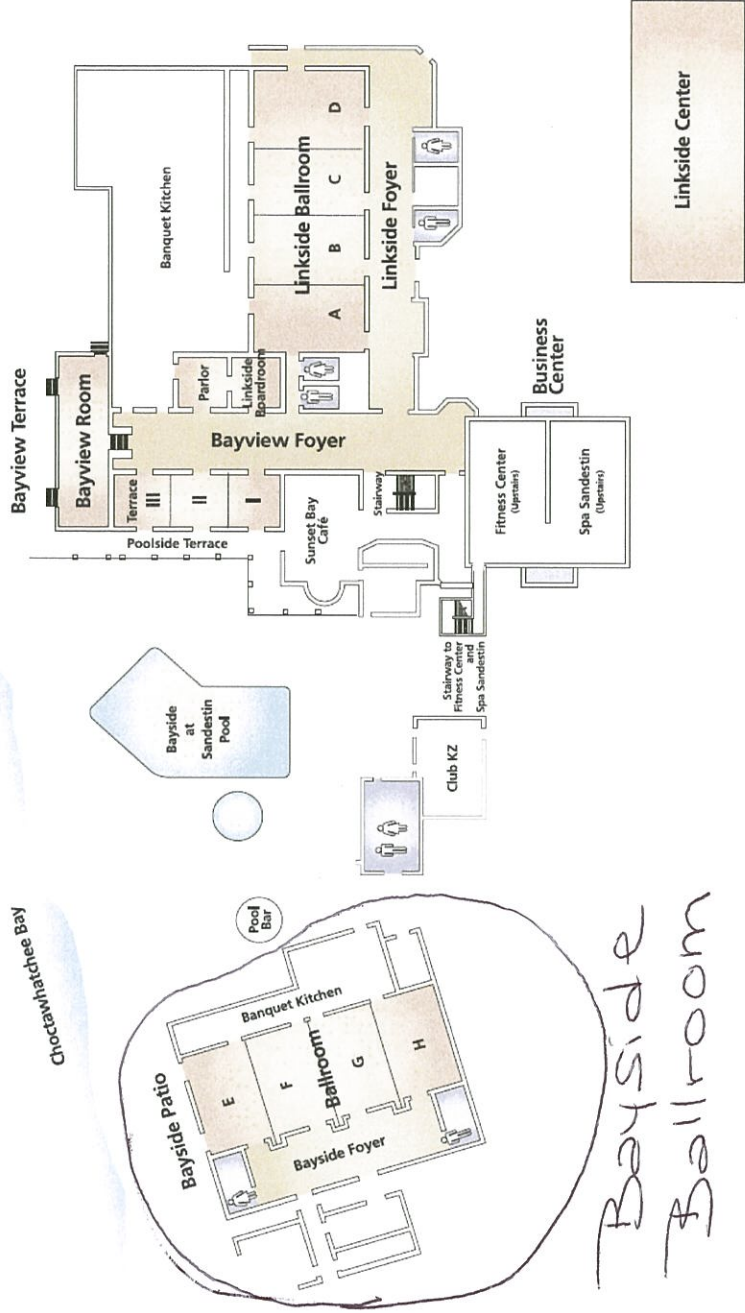 Choctawhatchee Bay
Bayview Terrace
Bayview Room
Banquet Kitchen
Parlor
Linkside
Boardroom
Linkside Ballroom
A
B
C
D
Linkside Foyer
Bayview Foyer
Terrace
III
II
I
Poolside Terrace
Sunset Bay
Café
Stairway
Business
Center
Fitness Center
(Upstairs)
Spa Sandestin
(Upstairs)
Stairway to
Fitness Center
and
Spa Sandestin
Linkside Center
Bayside
at
Sandestin
Pool
Club KZ
Pool
Bar
Banquet Kitchen
Bayside Patio
E
F
G
H
Ballroom
Bayside Foyer
Bayside
Ballroom